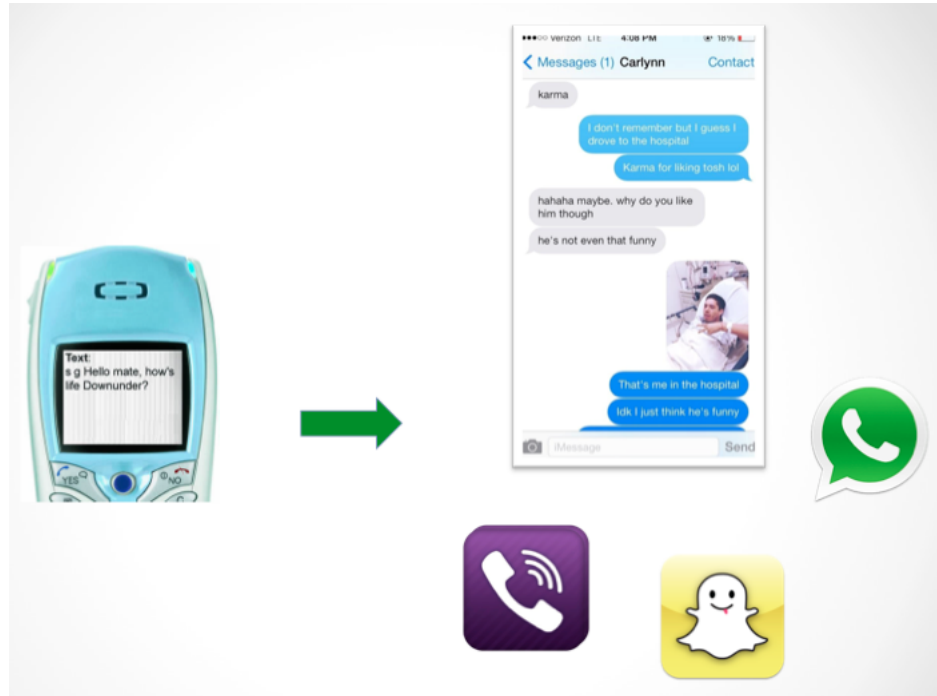 Text:
s g Hello mate, how's
life Downunder?
YES
NO
Verizon LTE 4:08 PM 18%
Messages (1) Carlynn Contact
karma
I don't remember but I guess I
drove to the hospital
Karma for liking tosh lol
hahaha maybe. why do you like
him though
he's not even that funny
That's me in the hospital
Idk I just think he's funny
iMessage Send